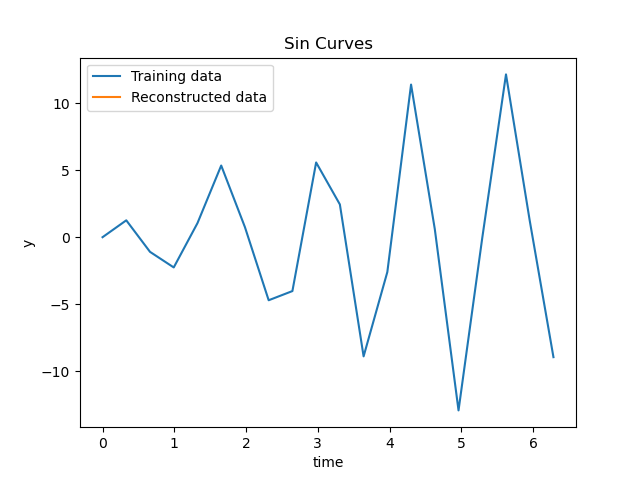 Sin Curves
Training data
Reconstructed data
10
5
0
−5
−10
y
0 1 2 3 4 5 6
time